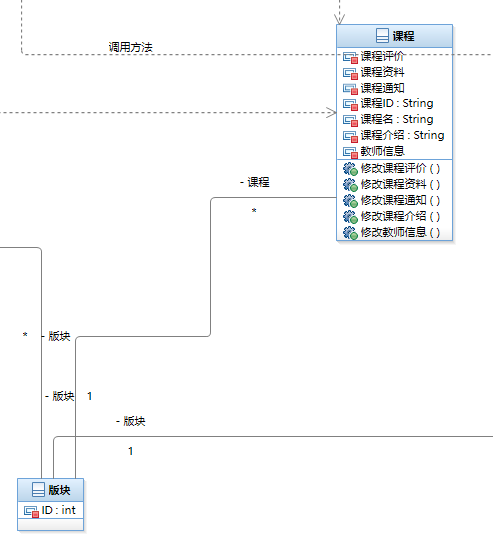 调用方法
课程
课程评价
课程资料
课程通知
课程ID : String
课程名 : String
课程介绍 : String
教师信息
修改课程评价 ( )
修改课程资料 ( )
修改课程通知 ( )
修改课程介绍 ( )
修改教师信息 ( )
- 课程
*
* - 版块
- 版块 1
- 版块
1
版块
ID : int